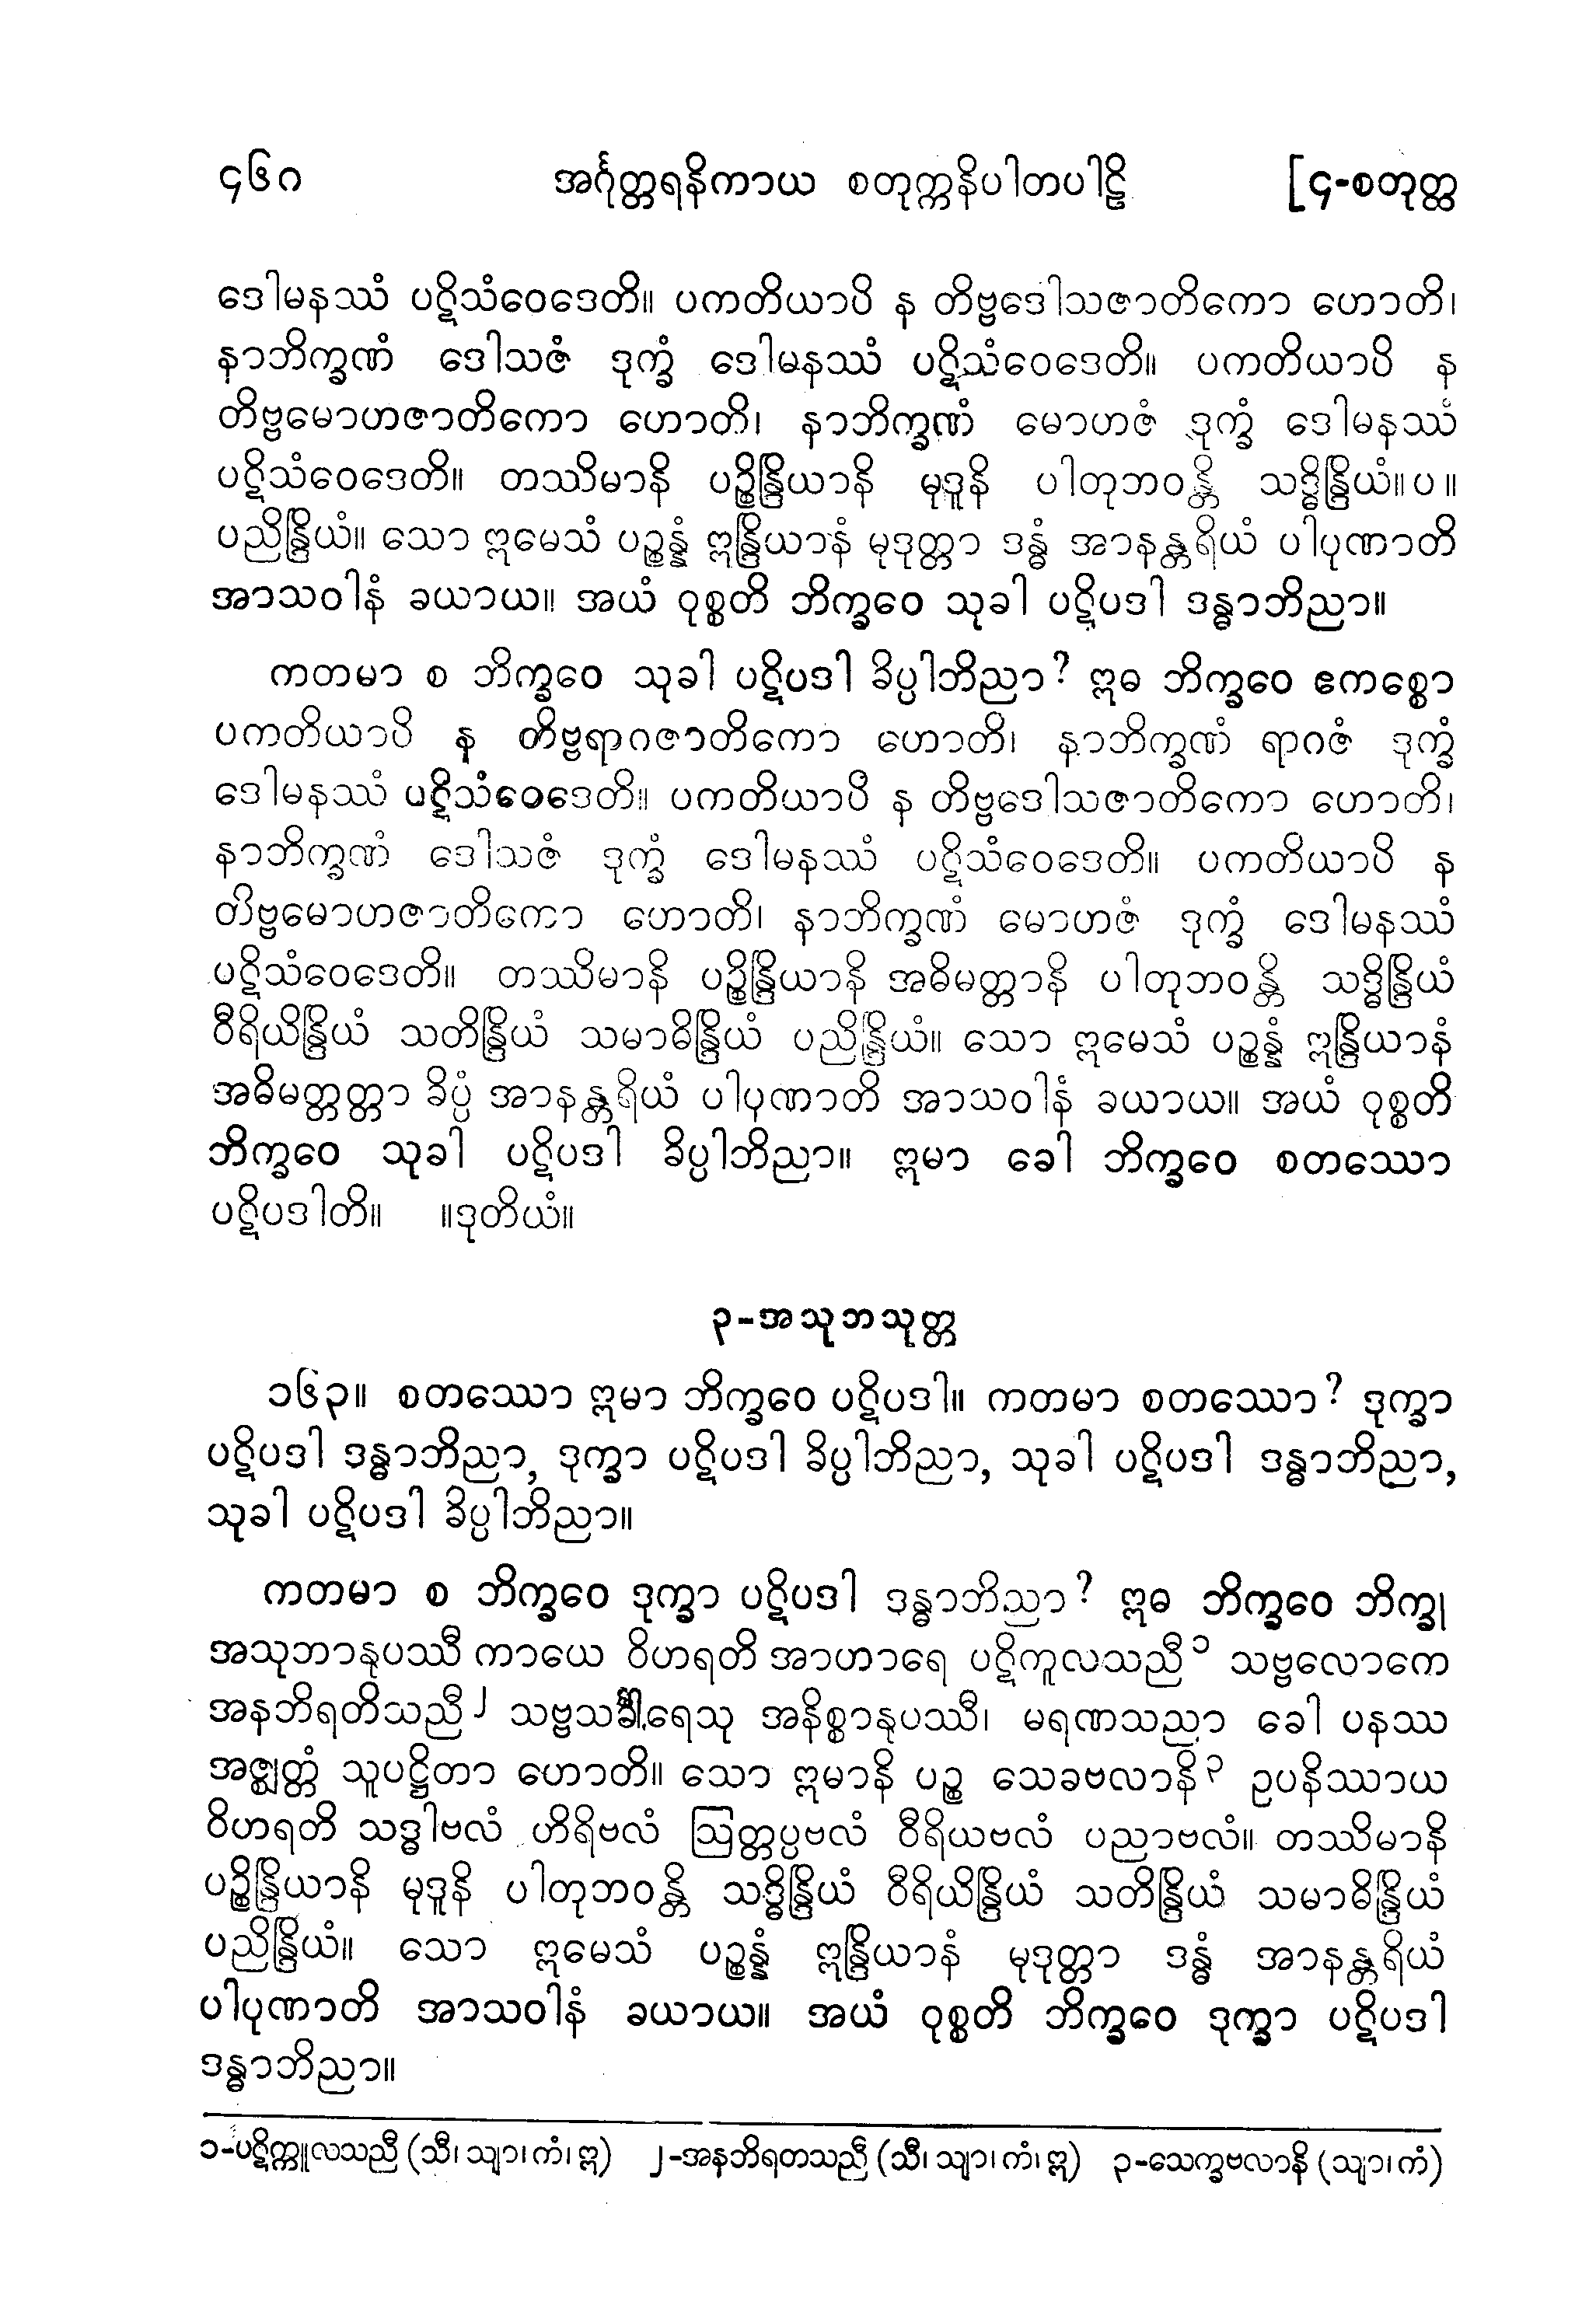 ၄၆ဂ အင်္ဂုတ္တရနိကာယ စတုက္ကနိပါတပါဠိ [၄-စတုတ္ထ
ဒေါမနဿံ ပဋိသံဝေဒေတိ။ ပကတိယာပိ န တိဗ္ဗဒေါသဇာတိကော ဟောတိ၊
နာဘိက္ခဏံ ဒေါသဇံ ဒုက္ခံ ဒေါမနဿံ ပဋိသံဝေဒေတိ။ ပကတိယာပိ န
တိဗ္ဗမောဟဇာတိကော ဟောတိ၊ နာဘိက္ခဏံ မောဟဇံ ဒုက္ခံ ဒေါမနဿံ
ပဋိသံဝေဒေတိ။ တဿိမာနိ ပဉ္စိန္ဒြိယာနိ မုဒူနိ ပါတုဘဝန္တိ သဒ္ဓိန္ဒြိယံ။ပ။
ပညိန္ဒြိယံ။ သော ဣမေသံ ပဉ္စန္နံ ဣန္ဒြိယာနံ မုဒုတ္တာ ဒန္ဓံ အာနန္တရိယံ ပါပုဏာတိ
အာသဝါနံ ခယာယ။ အယံ ဝုစ္စတိ ဘိက္ခဝေ သုခါ ပဋိပဒါ ဒန္ဓာဘိညာ။
ကတမာ စ ဘိက္ခဝေ သုခါ ပဋိပဒါ ခိပ္ပါဘိညာ? ဣဓ ဘိက္ခဝေ ဧကစ္စော
ပကတိယာပိ န တိဗ္ဗရာဂဇာတိကော ဟောတိ၊ နာဘိက္ခဏံ ရာဂဇံ ဒုက္ခံ
ဒေါမနဿံ ပဋိသံဝေဒေတိ။ ပကတိယာပိ န တိဗ္ဗဒေါသဇာတိကော ဟောတိ၊
နာဘိက္ခဏံ ဒေါသဇံ ဒုက္ခံ ဒေါမနဿံ ပဋိသံဝေဒေတိ။ ပကတိယာပိ န
တိဗ္ဗမောဟဇာတိကော ဟောတိ၊ နာဘိက္ခဏံ မောဟဇံ ဒုက္ခံ ဒေါမနဿံ
ပဋိသံဝေဒေတိ။ တဿိမာနိ ပဉ္စိန္ဒြိယာနိ အဓိမတ္တာနိ ပါတုဘဝန္တိ သဒ္ဓိန္ဒြိယံ
ဝီရိယိန္ဒြိယံ သတိန္ဒြိယံ သမာဓိန္ဒြိယံ ပညိန္ဒြိယံ။ သော ဣမေသံ ပဉ္စန္နံ ဣန္ဒြိယာနံ
အဓိမတ္တတ္တာ ခိပ္ပံ အာနန္တရိယံ ပါပုဏာတိ အာသဝါနံ ခယာယ။ အယံ ဝုစ္စတိ
ဘိက္ခဝေ သုခါ ပဋိပဒါ ခိပ္ပါဘိညာ။ ဣမာ ခေါ ဘိက္ခဝေ စတဿော
ပဋိပဒါတိ။ ။ဒုတိယံ။
၃-အသုဘသုတ္တ
၁၆၃။ စတဿော ဣမာ ဘိက္ခဝေ ပဋိပဒါ။ ကတမာ စတဿော? ဒုက္ခာ
ပဋိပဒါ ဒန္ဓာဘိညာ, ဒုက္ခာ ပဋိပဒါ ခိပ္ပါဘိညာ, သုခါ ပဋိပဒါ ဒန္ဓာဘိညာ,
သုခါ ပဋိပဒါ ခိပ္ပါဘိညာ။
ကတမာ စ ဘိက္ခဝေ ဒုက္ခာ ပဋိပဒါ ဒန္ဓာဘိညာ? ဣဓ ဘိက္ခဝေ ဘိက္ခု
အသုဘာနုပဿီ ကာယေ ဝိဟရတိ အာဟာရေ ပဋိကူလသညီ၁ သဗ္ဗလောကေ
အနဘိရတိသညီ၂ သဗ္ဗသင်္ခါရေသု အနိစ္စာနုပဿီ၊ မရဏသညာ ခေါ ပနဿ
အဇ္ဈတ္တံ သူပဋ္ဌိတာ ဟောတိ။ သော ဣမာနိ ပဉ္စ သေခဗလာနိ၃ ဥပနိဿာယ
ဝိဟရတိ သဒ္ဓါဗလံ ဟိရိဗလံ ဩတ္တပ္ပဗလံ ဝီရိယဗလံ ပညာဗလံ။ တဿိမာနိ
ပဉ္စိန္ဒြိယာနိ မုဒူနိ ပါတုဘဝန္တိ သဒ္ဓိန္ဒြိယံ ဝီရိယိန္ဒြိယံ သတိန္ဒြိယံ သမာဓိန္ဒြိယံ
ပညိန္ဒြိယံ။ သော ဣမေသံ ပဉ္စန္နံ ဣန္ဒြိယာနံ မုဒုတ္တာ ဒန္ဓံ အာနန္တရိယံ
ပါပုဏာတိ အာသဝါနံ ခယာယ။ အယံ ဝုစ္စတိ ဘိက္ခဝေ ဒုက္ခာ ပဋိပဒါ
ဒန္ဓာဘိညာ။
၁-ပဋိက္ကူလသညီ (သီ၊ သျာ၊ ကံ၊ ဣ) ၂-အနဘိရတသညီ (သီ၊ သျာ၊ ကံ၊ ဣ) ၃-သေက္ခဗလာနိ (သျာ၊ ကံ)